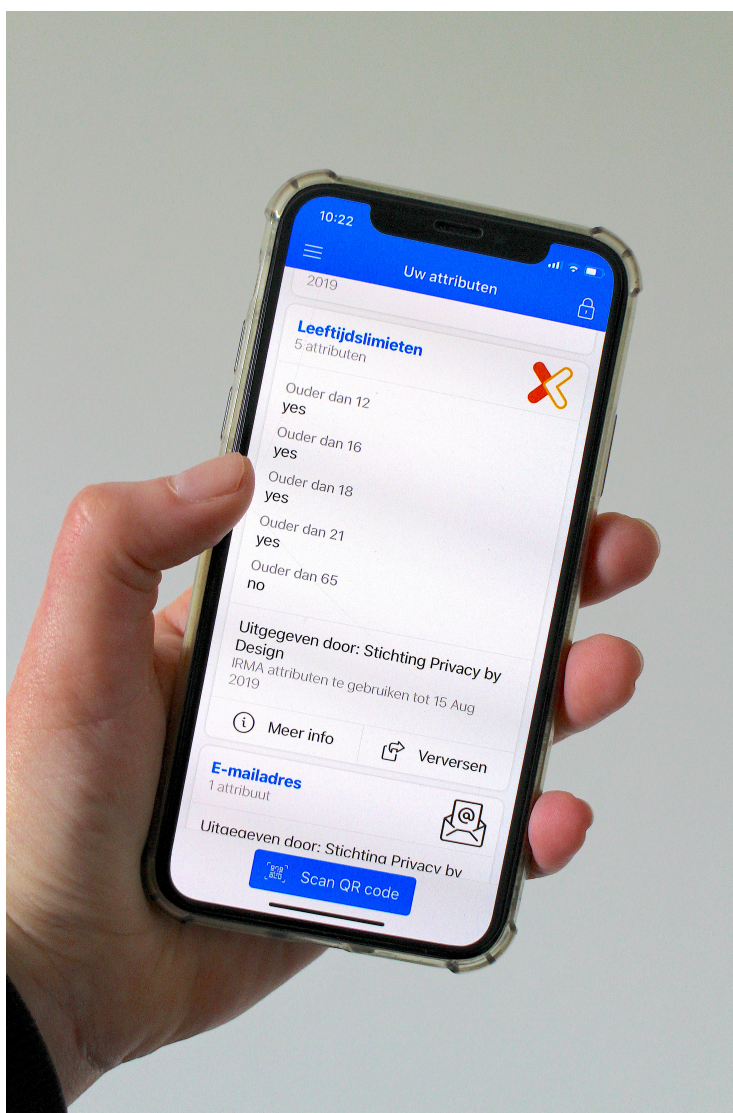 10:22
Uw attributen
2019
Leeftijdslimieten
5 attributen
Ouder dan 12
yes
Ouder dan 16
yes
Ouder dan 18
yes
Ouder dan 21
yes
Ouder dan 65
no
Uitgegeven door: Stichting Privacy by
Design
IRMA attributen te gebruiken tot 15 Aug
2019
Meer info
Verversen
E-mailadres
1 attribuut
@
Uitgegeven door: Stichting Privacy by
Scan QR code